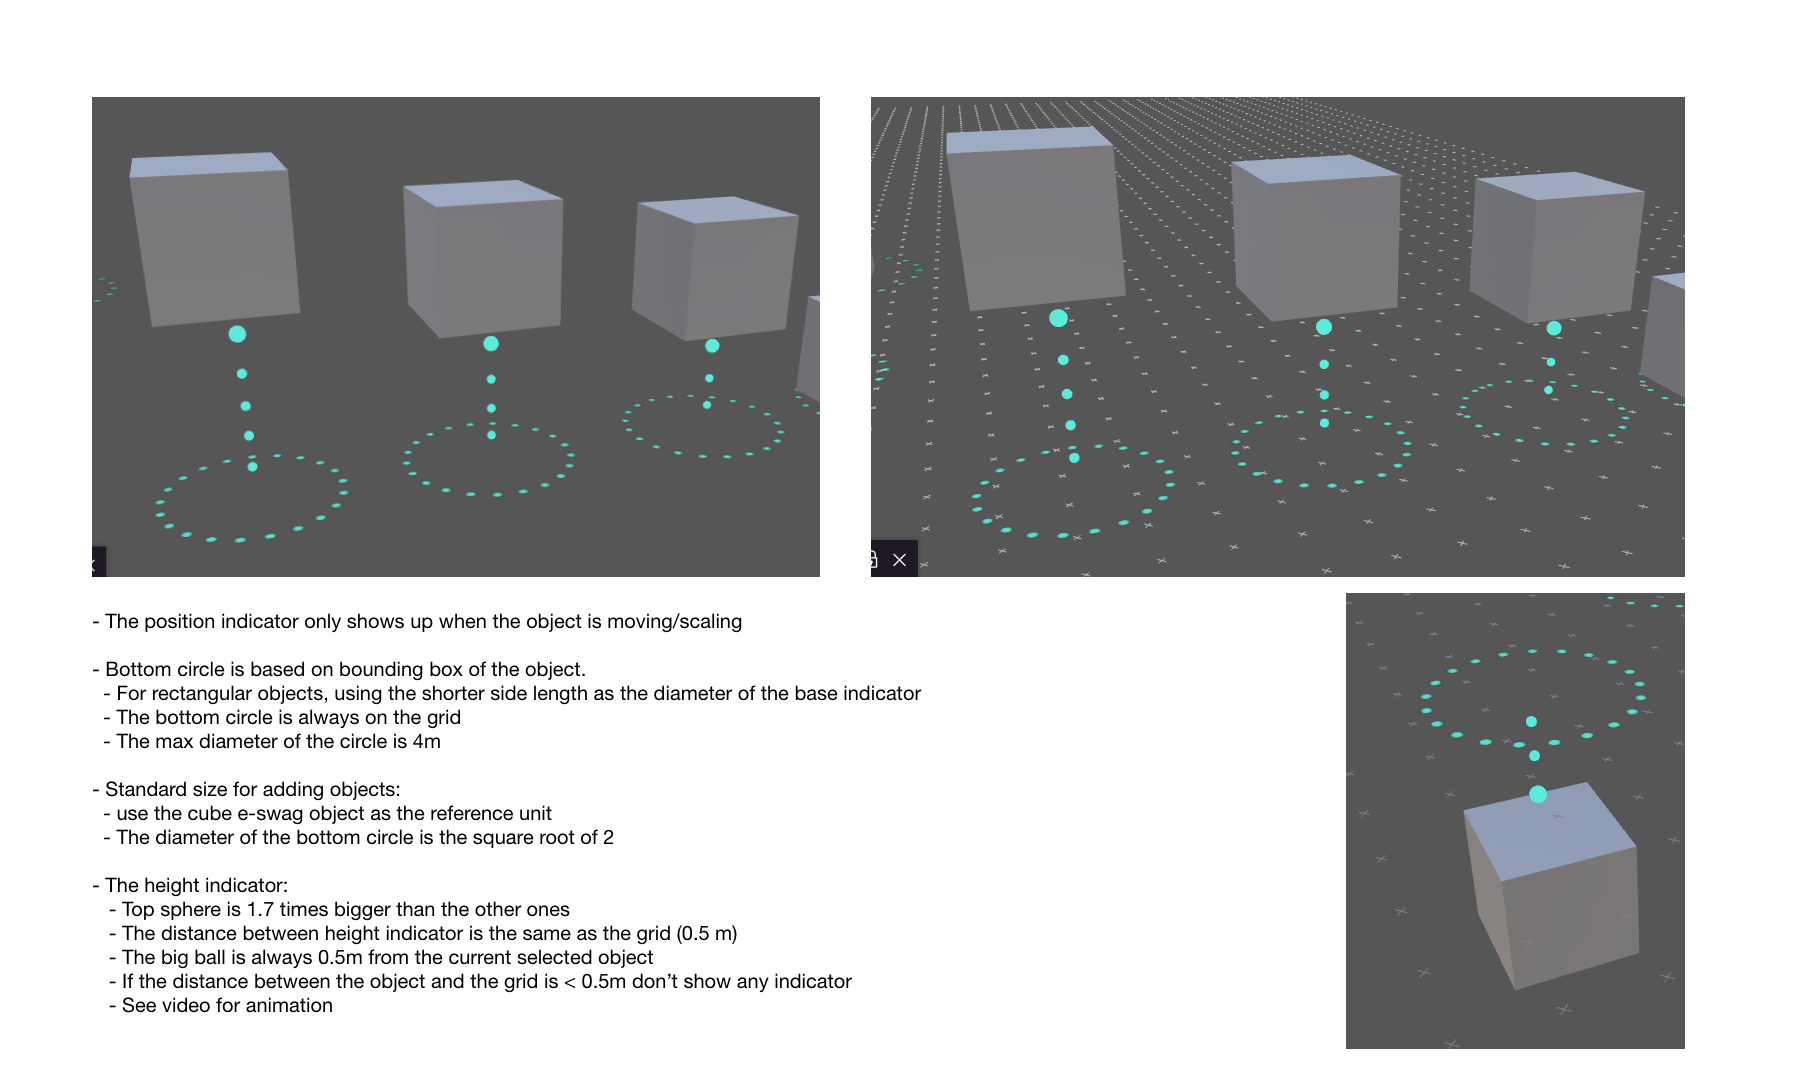 - The position indicator only shows up when the object is moving/scaling
- Bottom circle is based on bounding box of the object.
- For rectangular objects, using the shorter side length as the diameter of the base indicator
- The bottom circle is always on the grid
- The max diameter of the circle is 4m
- Standard size for adding objects:
- use the cube e-swag object as the reference unit
- The diameter of the bottom circle is the square root of 2
- The height indicator:
- Top sphere is 1.7 times bigger than the other ones
- The distance between height indicator is the same as the grid (0.5 m)
- The big ball is always 0.5m from the current selected object
- If the distance between the object and the grid is < 0.5m don’t show any indicator
- See video for animation